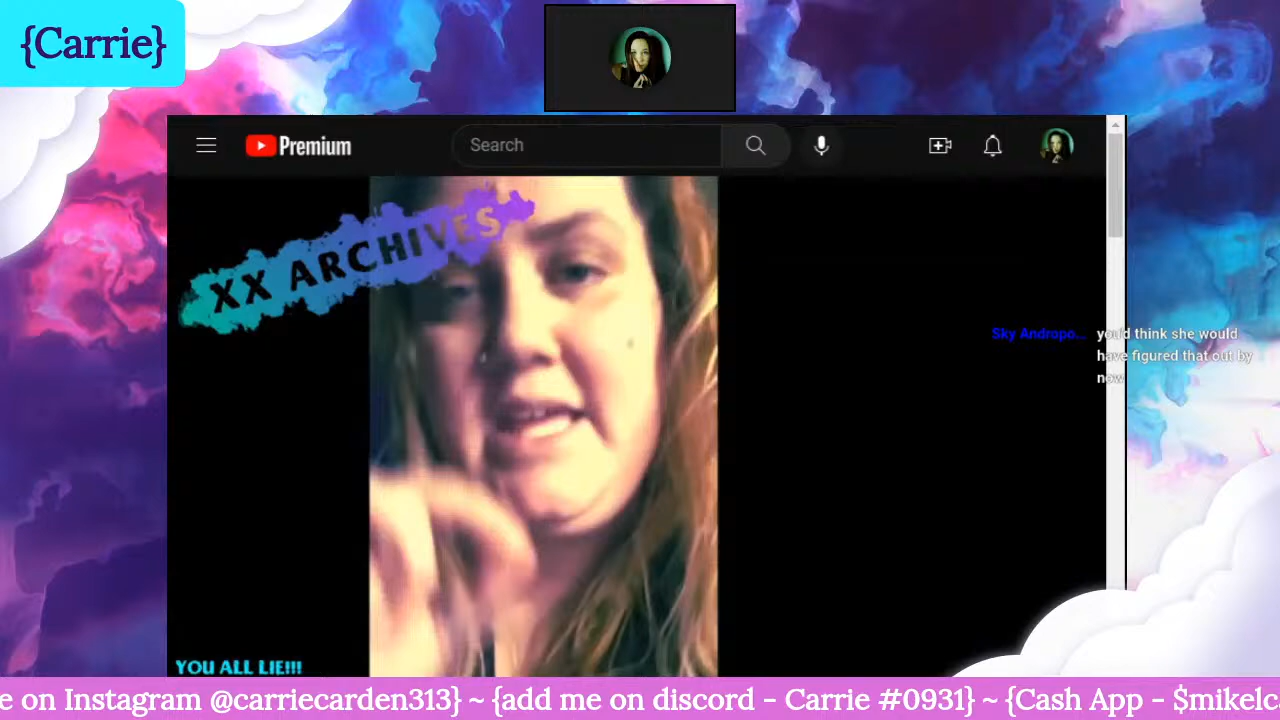 {Carrie}
Premium
Search
XX ARCHIVES
Sky Andropo... you'd think she would
have figured that out by
now
YOU ALL LIE!!!
e on Instagram @carriecarden313} ~ {add me on discord - Carrie #0931} ~ {Cash App - $mikelc